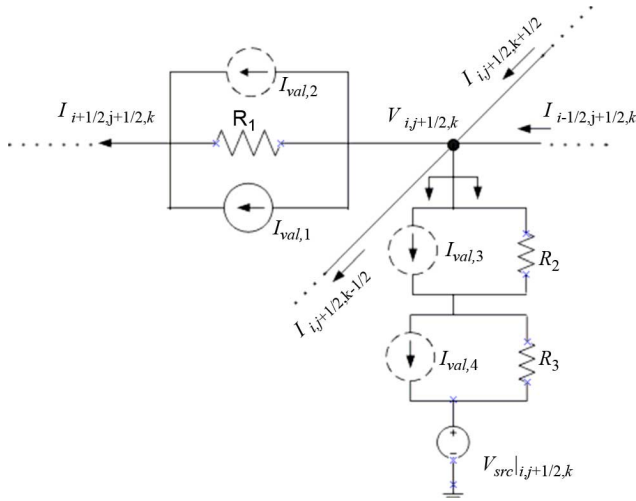 I i,j+1/2,k+1/2
I val,2
I i+1/2,j+1/2,k
R1
V i,j+1/2,k
I i-1/2,j+1/2,k
I val,1
I val,3
R2
I i,j+1/2,k-1/2
I val,4
R3
+
-
Vsrc|i,j+1/2,k